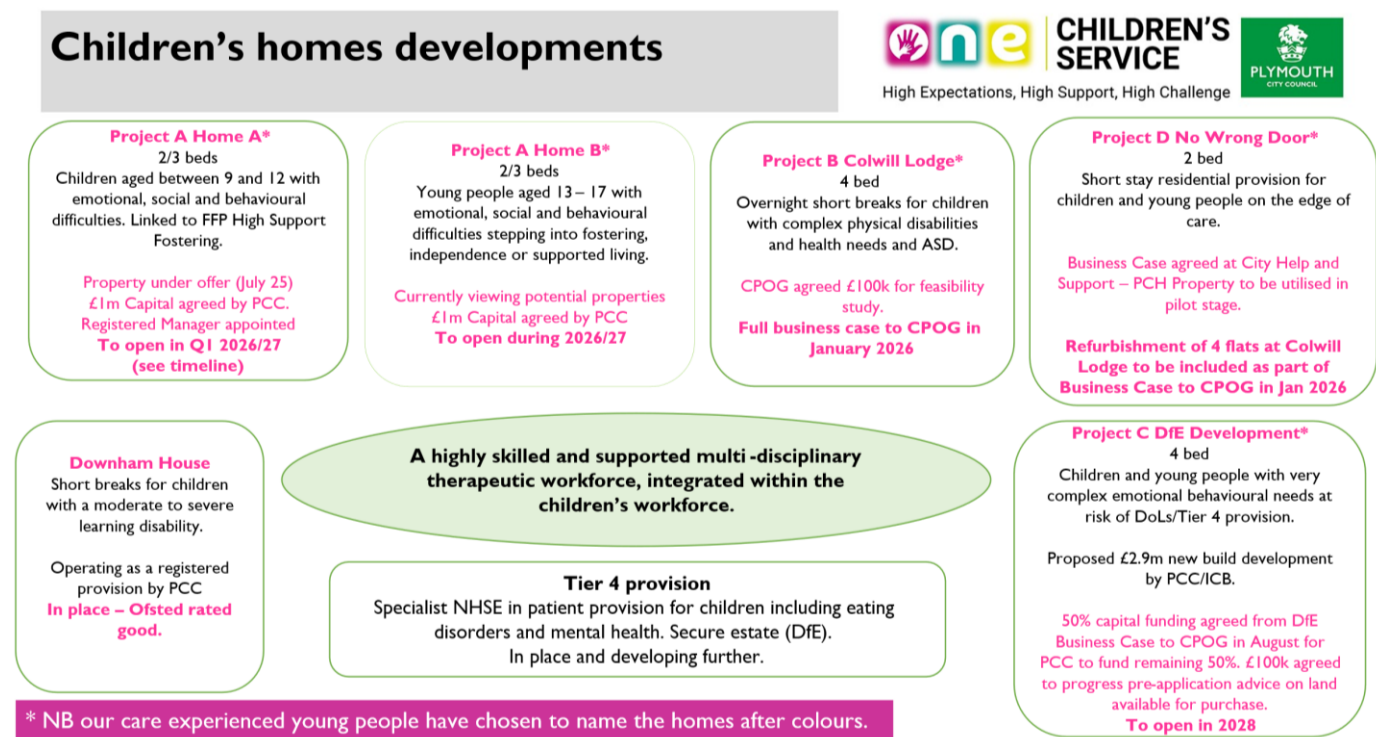 Children's homes developments
one
CHILDREN'S
SERVICE
High Expectations, High Support, High Challenge
PLYMOUTH
CITY COUNCIL
Project A Home A*
2/3 beds
Children aged between 9 and 12 with
emotional, social and behavioural
difficulties. Linked to FFP High Support
Fostering.
Property under offer (July 25)
£1m Capital agreed by PCC.
Registered Manager appointed
To open in Q1 2026/27
(see timeline)
Project A Home B*
2/3 beds
Young people aged 13 – 17 with
emotional, social and behavioural
difficulties stepping into fostering,
independence or supported living.
Currently viewing potential properties
£1m Capital agreed by PCC
To open during 2026/27
Project B Colwill Lodge*
4 bed
Overnight short breaks for children
with complex physical disabilities
and health needs and ASD.
CPOG agreed £100k for feasibility
study.
Full business case to CPOG in
January 2026
Project D No Wrong Door*
2 bed
Short stay residential provision for
children and young people on the edge of
care.
Business Case agreed at City Help and
Support – PCH Property to be utilised in
pilot stage.
Refurbishment of 4 flats at Colwill
Lodge to be included as part of
Business Case to CPOG in Jan 2026
Downham House
Short breaks for children
with a moderate to severe
learning disability.
Operating as a registered
provision by PCC
In place – Ofsted rated
good.
A highly skilled and supported multi -disciplinary
therapeutic workforce, integrated within the
children's workforce.
Tier 4 provision
Specialist NHSE in patient provision for children including eating
disorders and mental health. Secure estate (DfE).
In place and developing further.
Project C DfE Development*
4 bed
Children and young people with very
complex emotional behavioural needs at
risk of DoLs/Tier 4 provision.
Proposed £2.9m new build development
by PCC/ICB.
50% capital funding agreed from DfE
Business Case to CPOG in August for
PCC to fund remaining 50%. £100k agreed
to progress pre-application advice on land
available for purchase.
To open in 2028
* NB our care experienced young people have chosen to name the homes after colours.